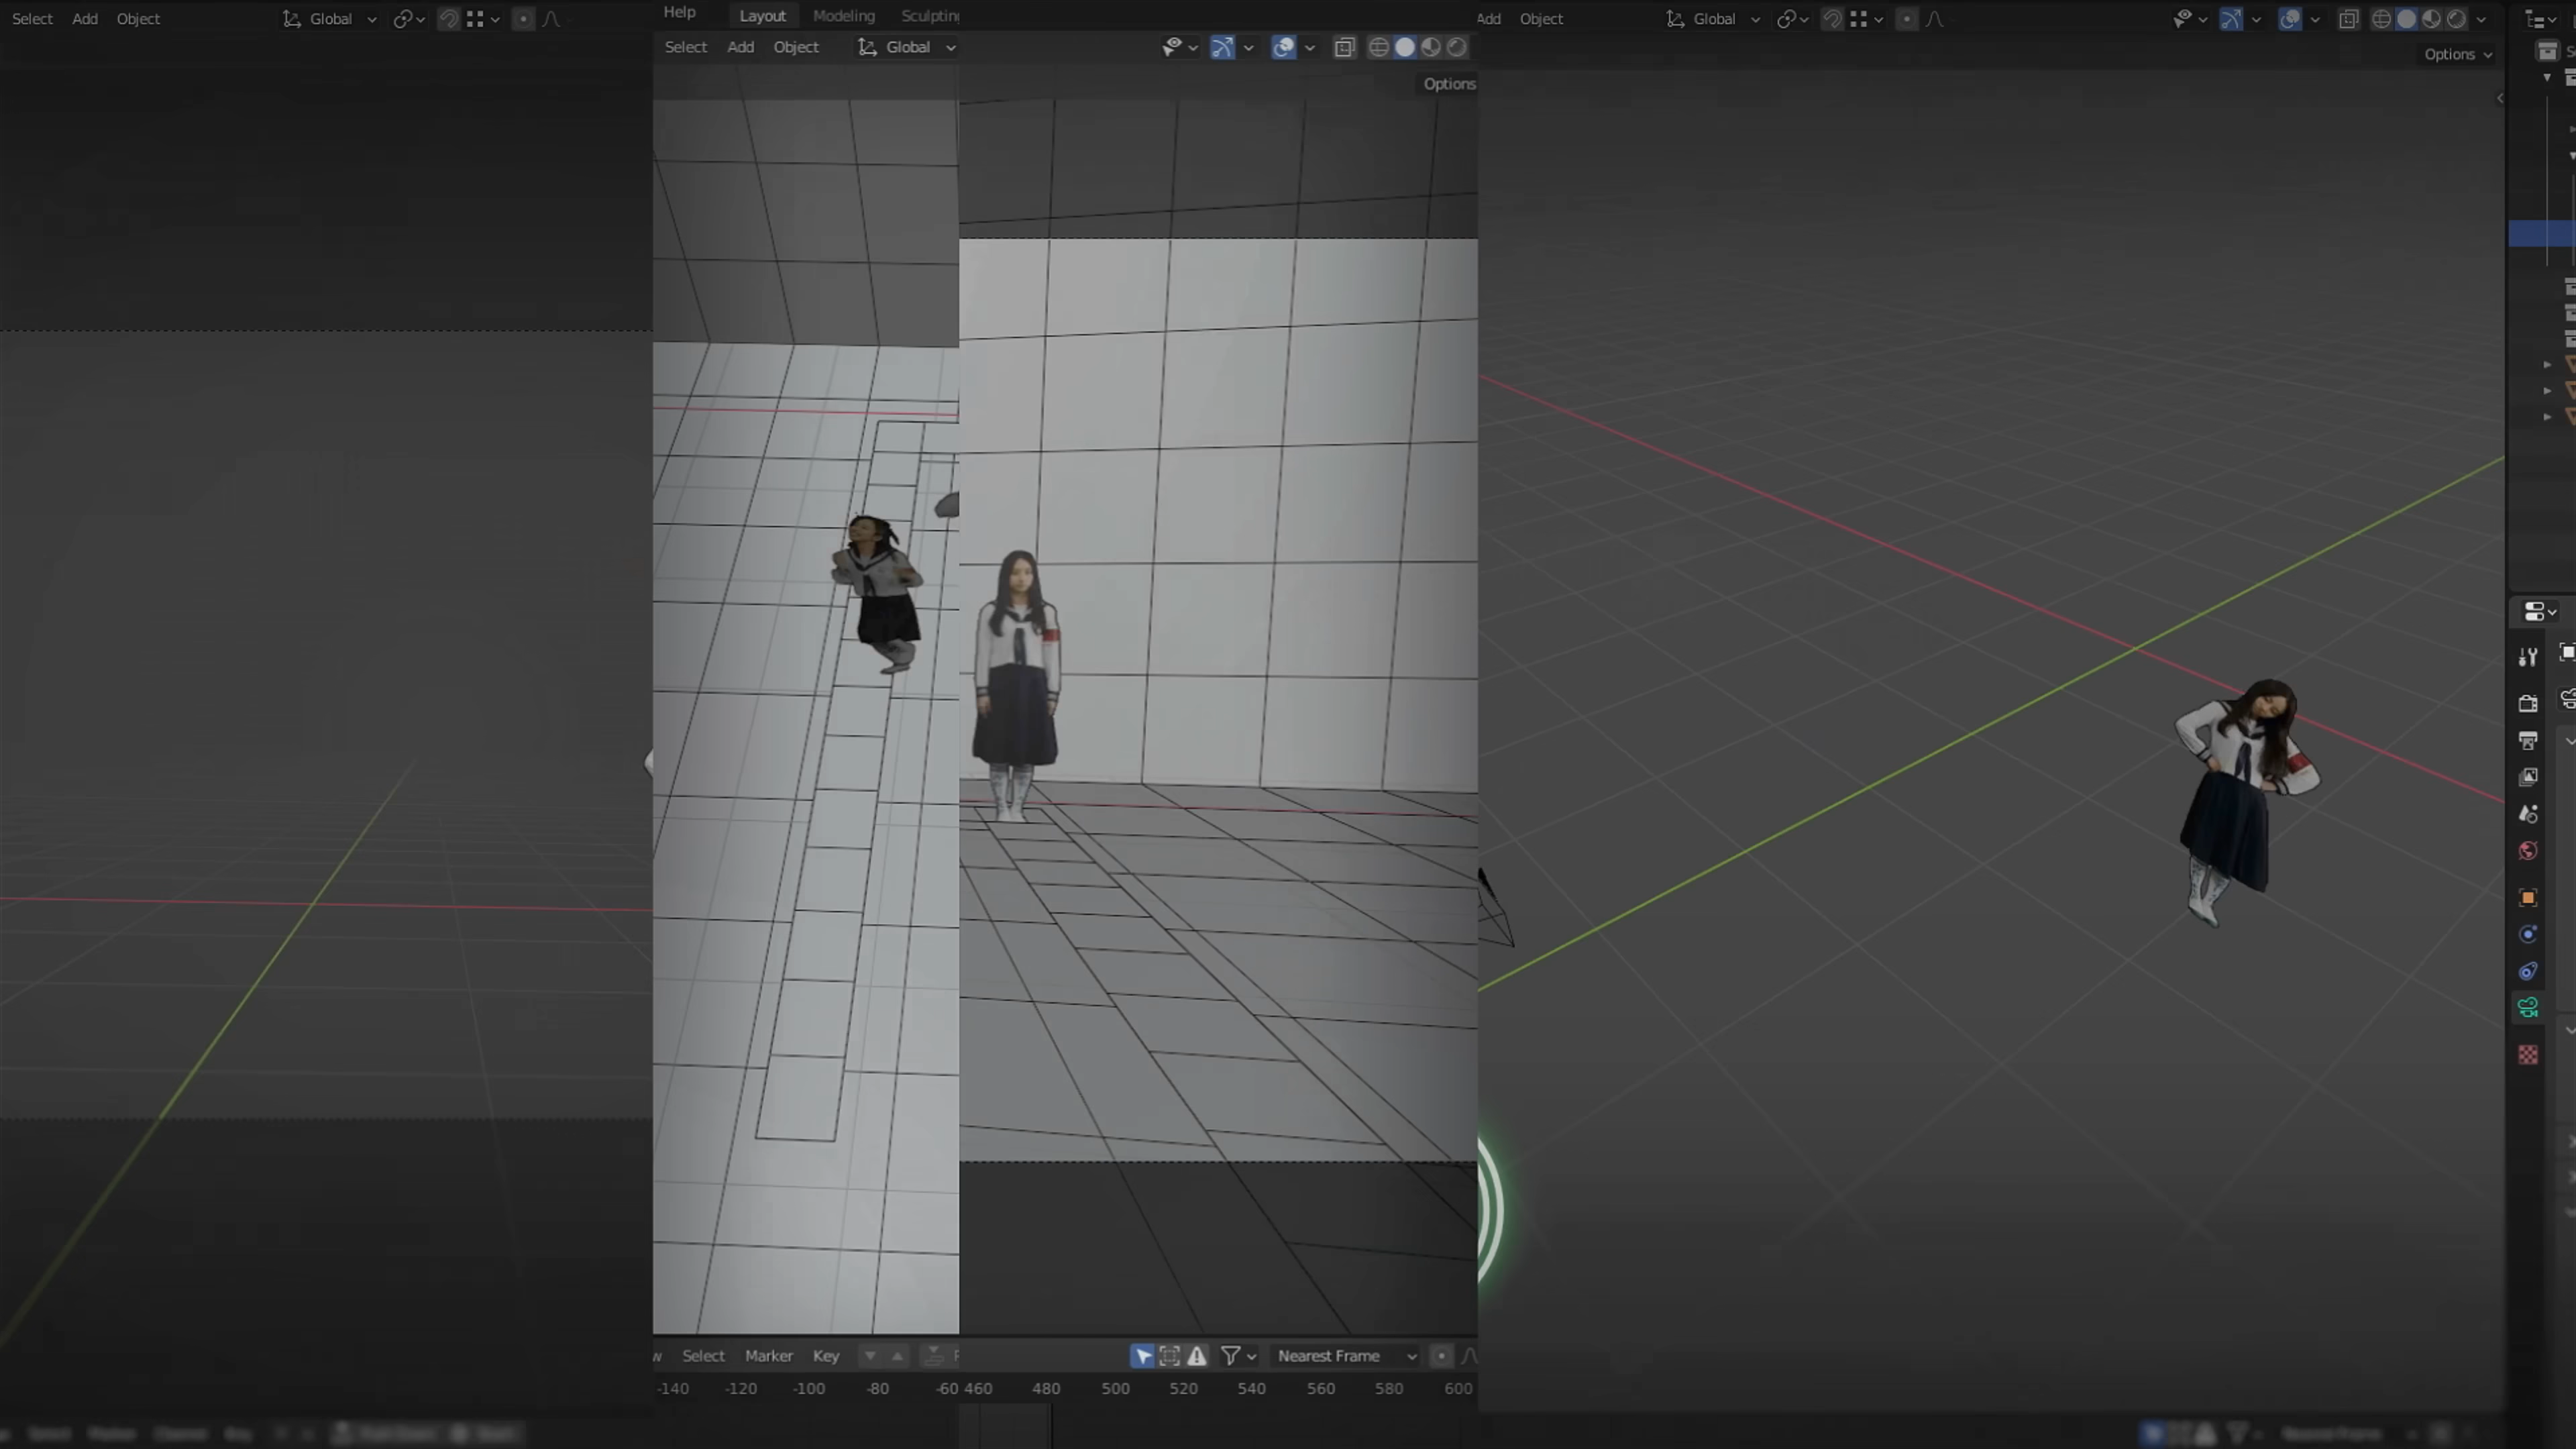 Select Add Object Global
Help Layout Modeling Sculpting
Select Add Object Global
Options
Select Marker Key
Nearest Frame
-140 -120 -100 -80 -60 460 480 500 520 540 560 580 600
Add Object Global
Options